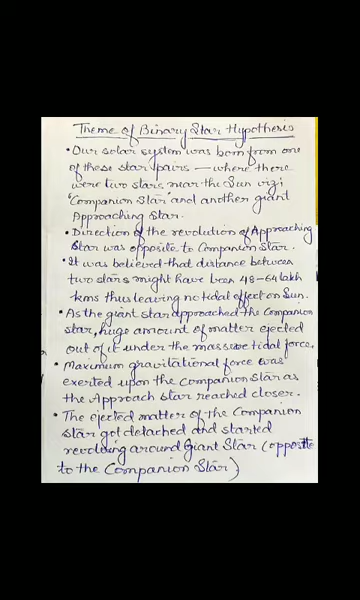 Theme of Binary Star Hypothesis
• Our solar system was born from one
of these star pairs — where there
were two stars near the Sun viz;
'Companion Star' and another giant
Approaching Star.
• Direction of the revolution of Approaching
Star was opposite to Companion Star.
• It was believed that distance between
two stars might have been 48-64 lakh
kms thus leaving no tidal effect on Sun.
• As the giant star approached the Companion
star, huge amount of matter ejected
out of it under the massive tidal force.
• Maximum gravitational force was
exerted upon the Companion Star as
the Approach star reached closer.
• The ejected matter of the Companion
Star got detached and started
revolving around Giant Star (opposite
to the Companion Star)